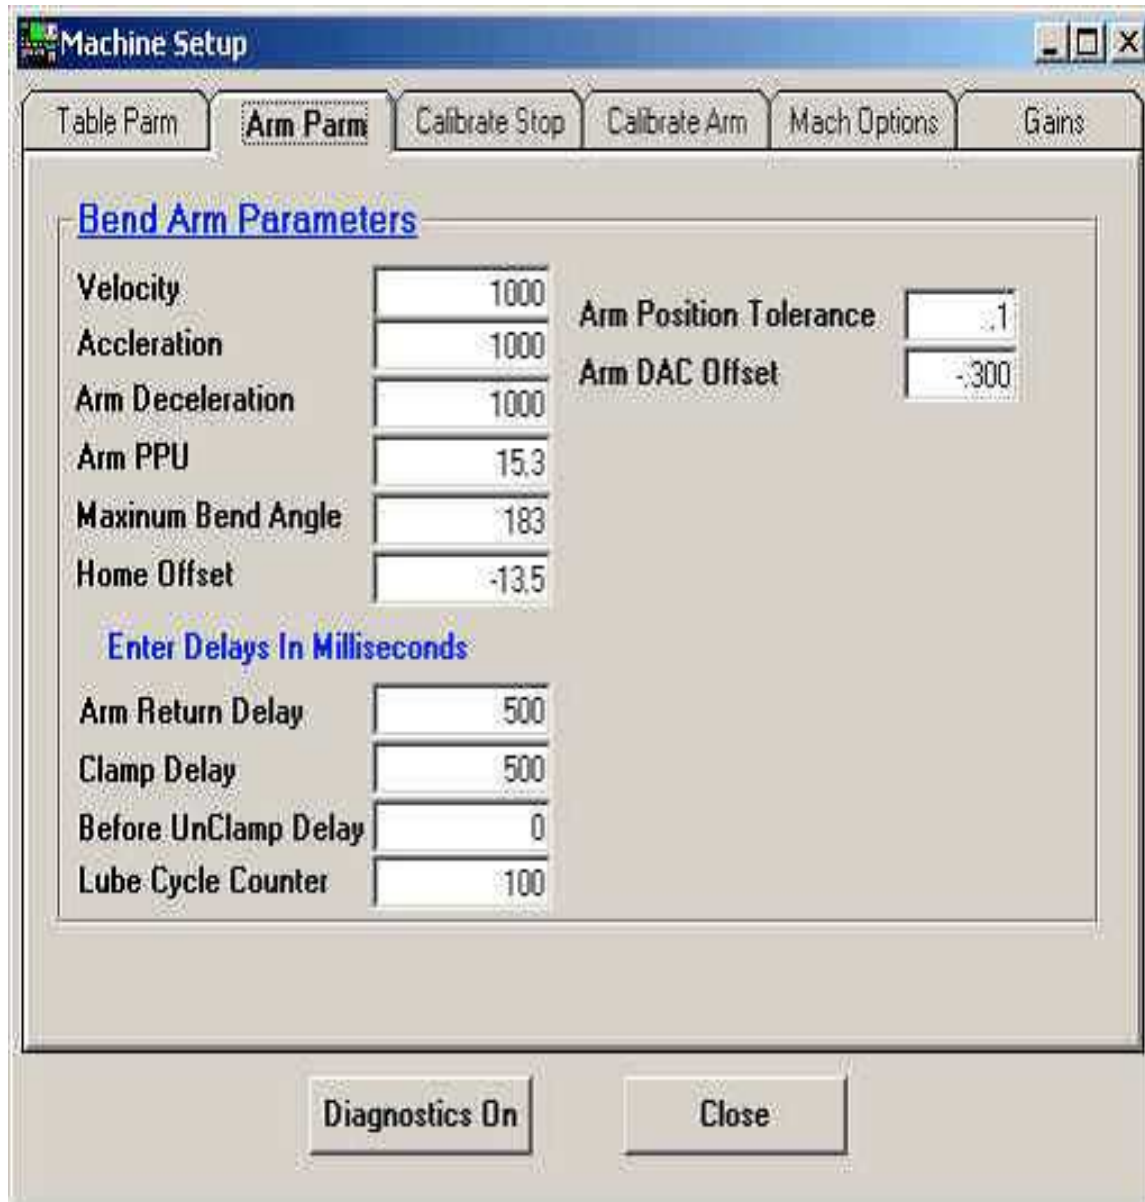 Machine Setup
Table Parm Arm Parm Calibrate Stop Calibrate Arm Mach Options Gains
Bend Arm Parameters
Velocity 1000
Accleration 1000
Arm Deceleration 1000
Arm PPU 15.3
Maxinum Bend Angle 183
Home Offset -13.5
Arm Position Tolerance .1
Arm DAC Offset -.300
Enter Delays In Milliseconds
Arm Return Delay 500
Clamp Delay 500
Before UnClamp Delay 0
Lube Cycle Counter 100
Diagnostics On Close